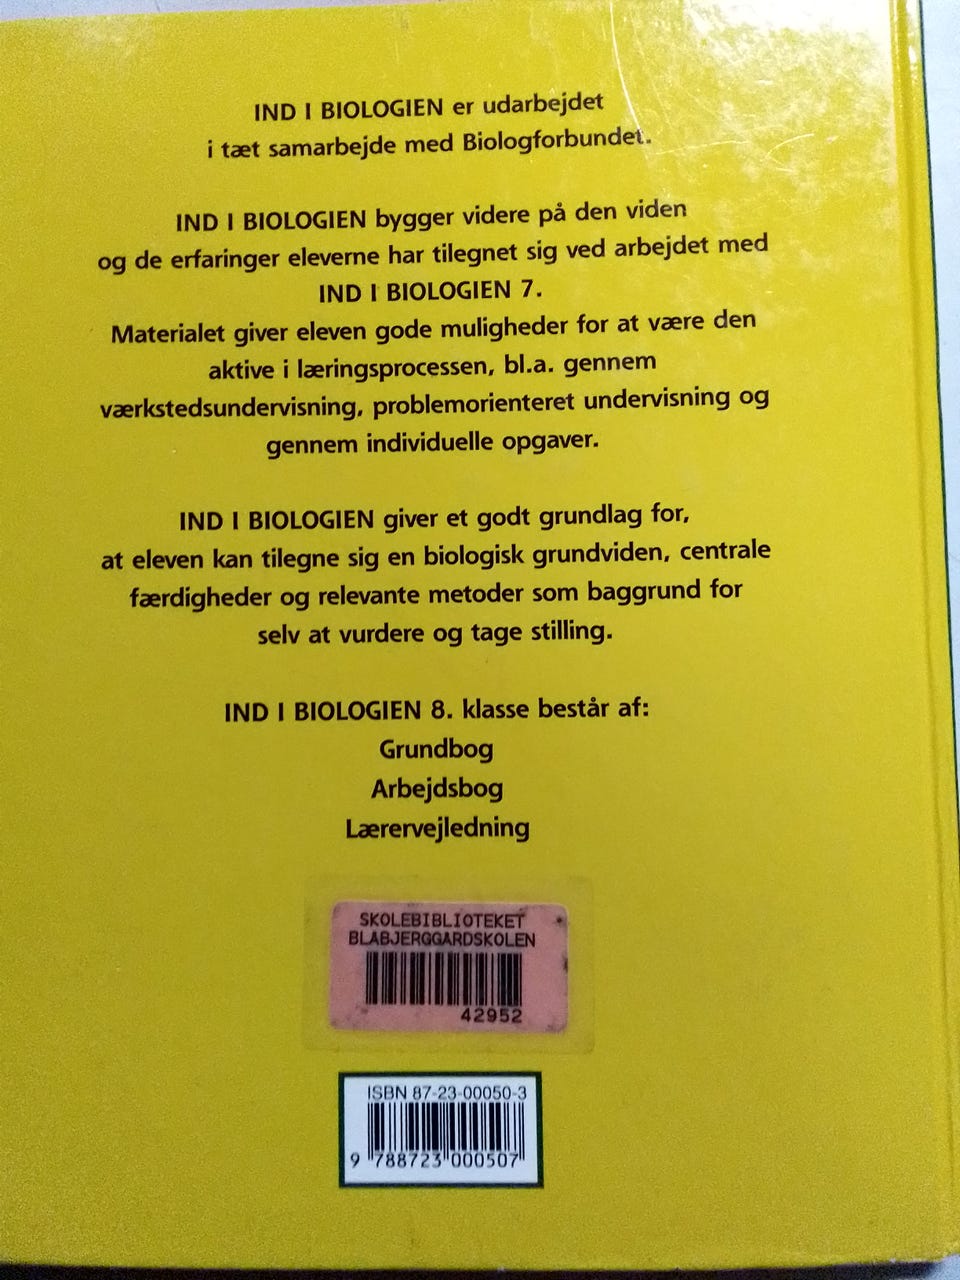 IND I BIOLOGIEN er udarbejdet
i tæt samarbejde med Biologforbundet.
IND I BIOLOGIEN bygger videre på den viden
og de erfaringer eleverne har tilegnet sig ved arbejdet med
IND I BIOLOGIEN 7.
Materialet giver eleven gode muligheder for at være den
aktive i læringsprocessen, bl.a. gennem
værkstedsundervisning, problemorienteret undervisning og
gennem individuelle opgaver.
IND I BIOLOGIEN giver et godt grundlag for,
at eleven kan tilegne sig en biologisk grundviden, centrale
færdigheder og relevante metoder som baggrund for
selv at vurdere og tage stilling.
IND I BIOLOGIEN 8. klasse består af:
Grundbog
Arbejdsbog
Lærervejledning
SKOLEBIBLIOTEKET
BLABJERGGARDSKOLEN
42952
ISBN 87-23-00050-3
9 788723 000507